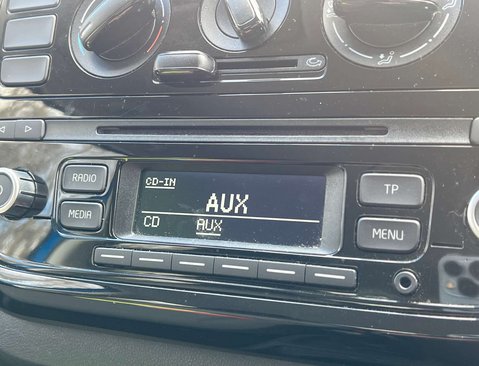 RADIO
CD-IN
TP
AUX
MEDIA
CD AUX
MENU